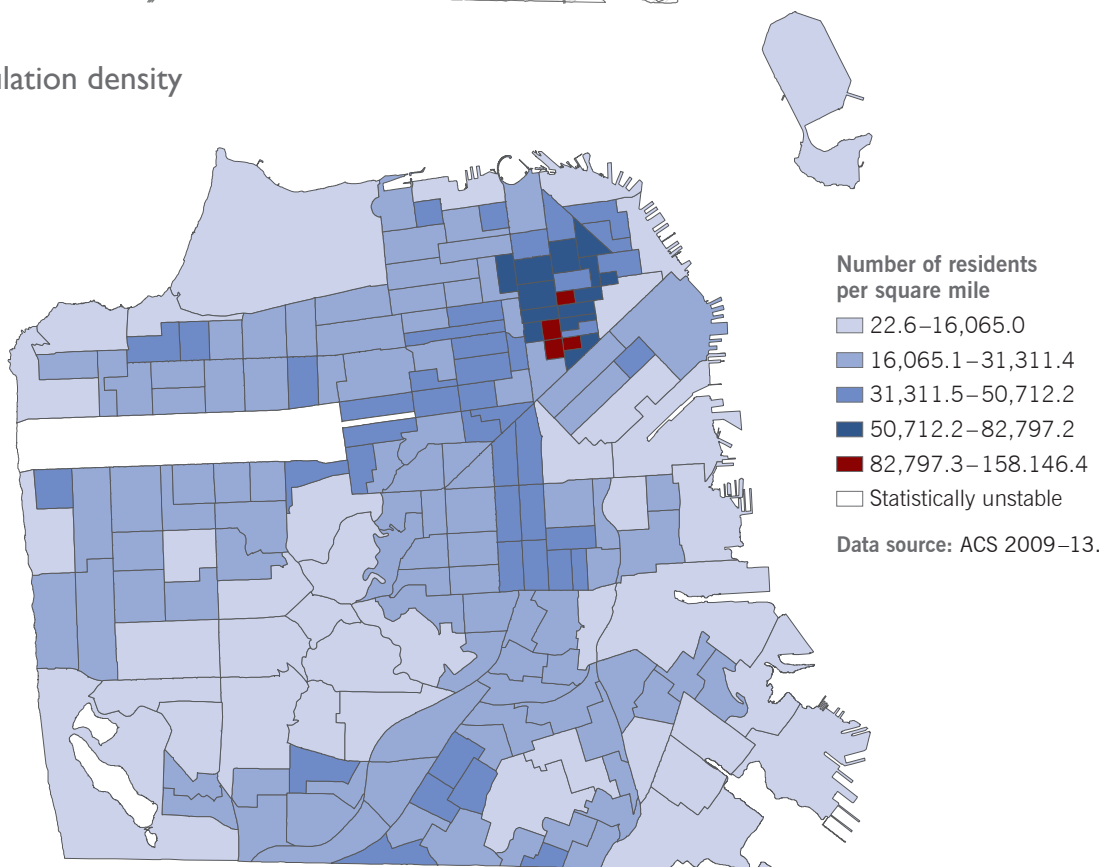 density
Number of residents
per square mile
22.6–16,065.0
16,065.1–31,311.4
31,311.5–50,712.2
50,712.2–82,797.2
82,797.3–158.146.4
Statistically unstable
Data source: ACS 2009–13.